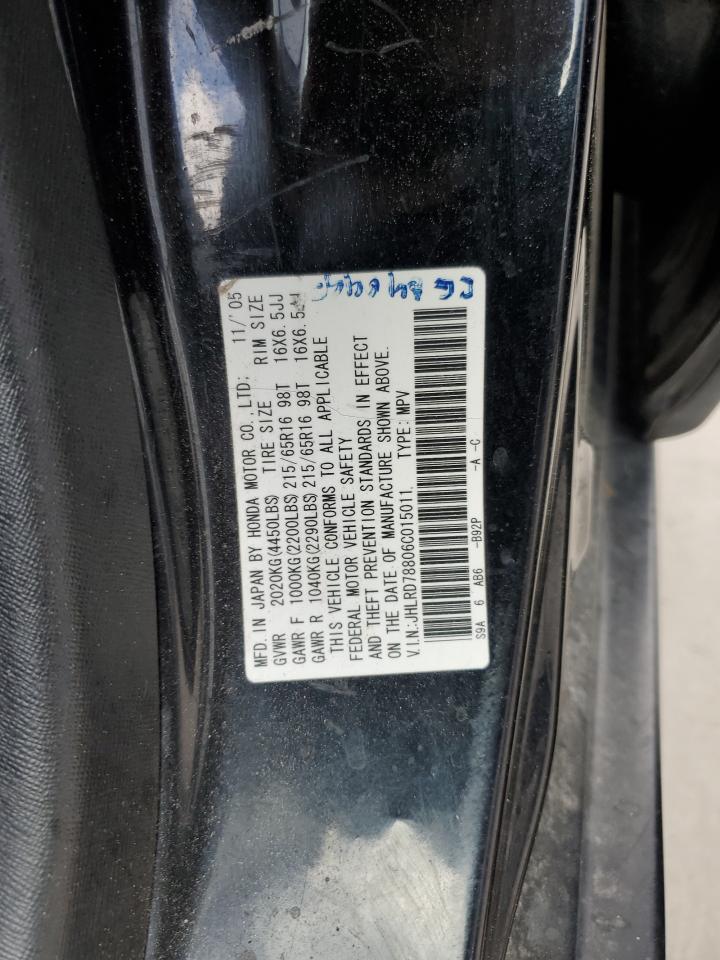 MFD. IN JAPAN BY HONDA MOTOR CO., LTD: 11/'05
GVWR 2020KG(4450LBS) TIRE SIZE RIM SIZE
GAWR F 1000KG(2200LBS) 215/65R16 98T 16X6.5JJ
GAWR R 1040KG(2290LBS) 215/65R16 98T 16X6.5JJ
THIS VEHICLE CONFORMS TO ALL APPLICABLE
FEDERAL MOTOR VEHICLE SAFETY
AND THEFT PREVENTION STANDARDS IN EFFECT
ON THE DATE OF MANUFACTURE SHOWN ABOVE.
V.I.N.:JHLRD78806C015011. TYPE: MPV
S9A 6 AB6 -B92P -A -C